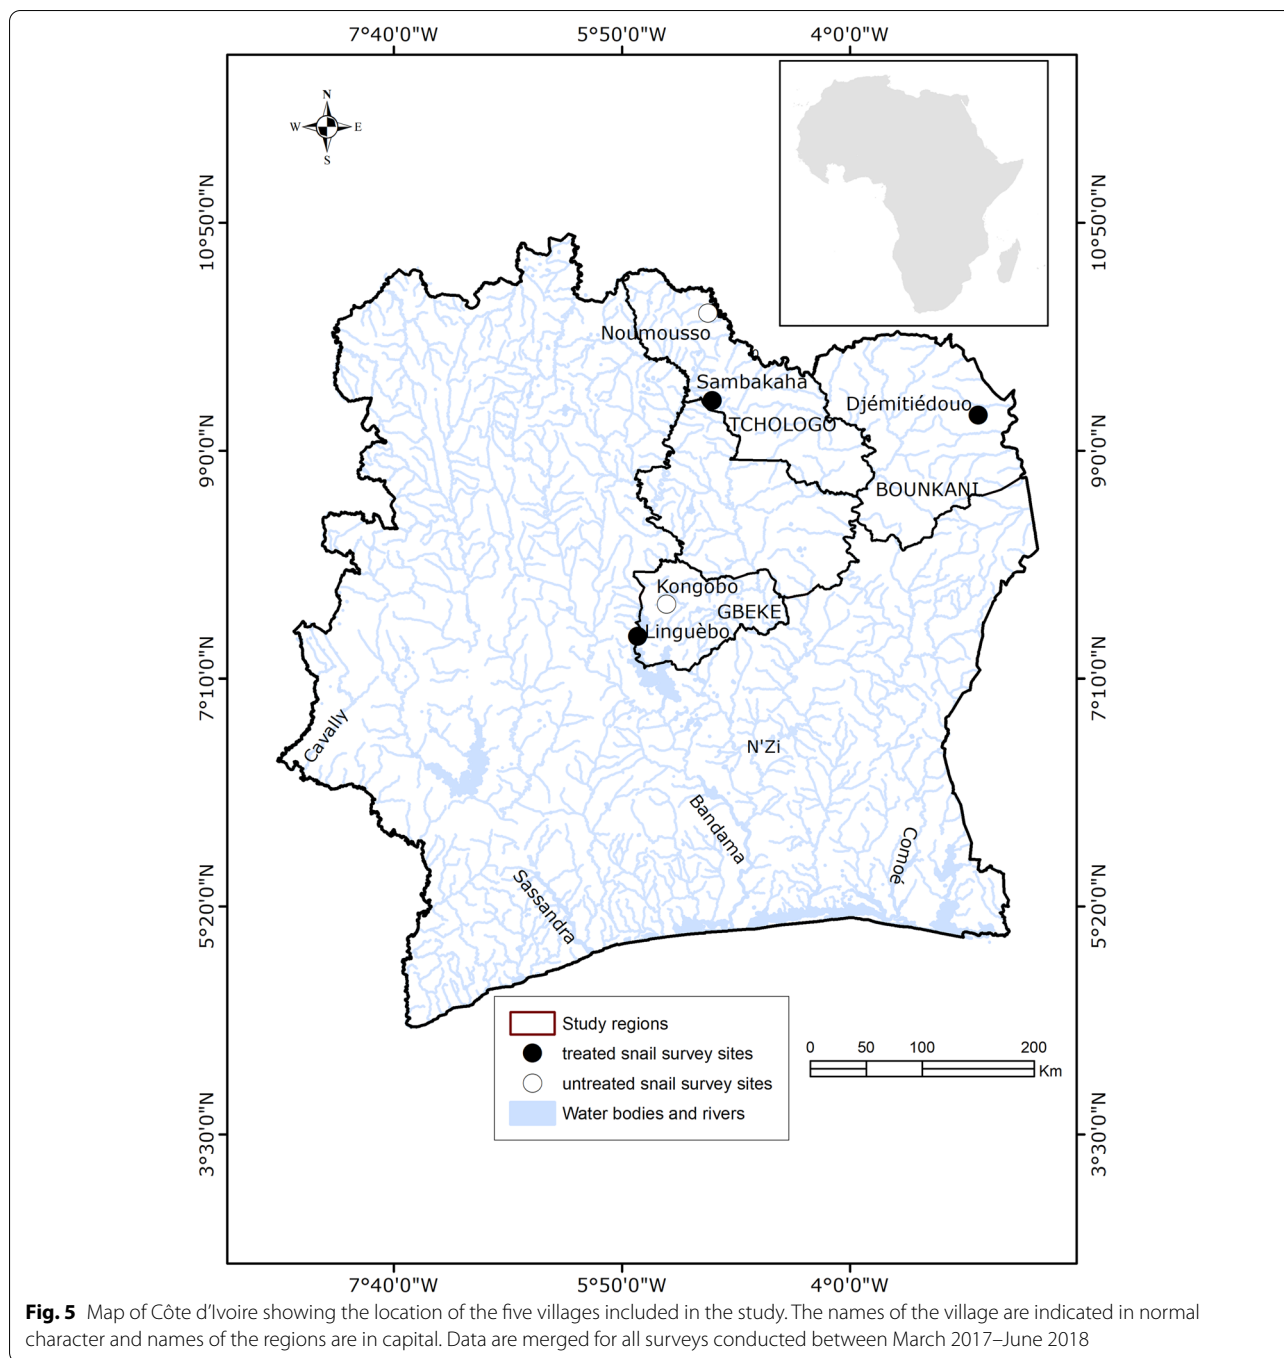 7°40'0"W 5°50'0"W 4°0'0"W
N
W E
S
10°50'0"N 10°50'0"N
Noumousso
Sambakaha
Djémitiédouo
TCHOLOGO
9°0'0"N 9°0'0"N
BOUNKANI
Kongobo
GBEKE
Linguèbo
7°10'0"N 7°10'0"N
Cavally
N'Zi
Bandama
Comoé
Sassandra
5°20'0"N 5°20'0"N
Study regions
treated snail survey sites
untreated snail survey sites
Water bodies and rivers
0 50 100 200
Km
3°30'0"N 3°30'0"N
7°40'0"W 5°50'0"W 4°0'0"W
Fig. 5 Map of Côte d'Ivoire showing the location of the five villages included in the study. The names of the village are indicated in normal
character and names of the regions are in capital. Data are merged for all surveys conducted between March 2017–June 2018